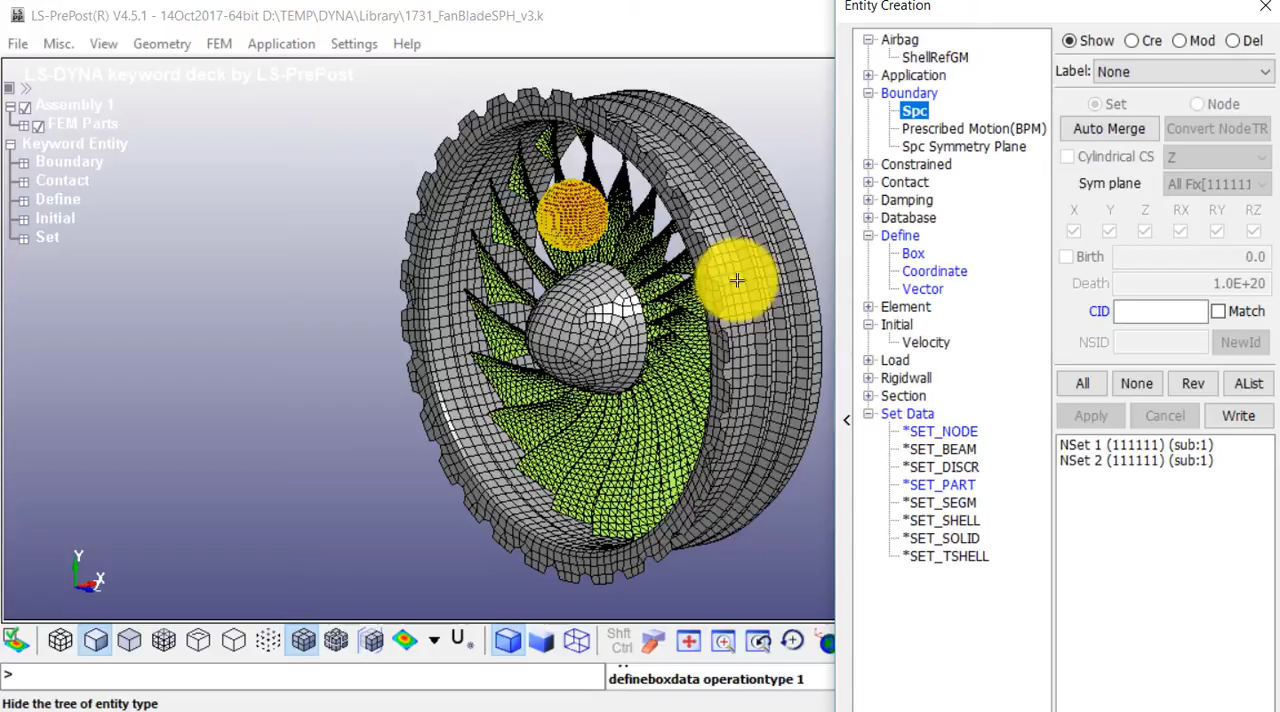 LS-PrePost(R) V4.5.1 - 14Oct2017-64bit D:\TEMP\DYNA\Library\1731_FanBladeSPH_v3.k
File Misc. View Geometry FEM Application Settings Help
LS-DYNA keyword deck by LS-PrePost
Assembly 1
FEM Parts
Keyword Entity
Boundary
Contact
Define
Initial
Set
Y
X
Z
Shft
Ctrl
>
defineboxdata operationtype 1
Hide the tree of entity type
Entity Creation
Airbag
ShellRefGM
Application
Boundary
Spc
Prescribed Motion(BPM)
Spc Symmetry Plane
Constrained
Contact
Damping
Database
Define
Box
Coordinate
Vector
Element
Initial
Velocity
Load
Rigidwall
Section
Set Data
*SET_NODE
*SET_BEAM
*SET_DISCR
*SET_PART
*SET_SEGM
*SET_SHELL
*SET_SOLID
*SET_TSHELL
Show Cre Mod Del
Label: None
Set Node
Auto Merge Convert NodeTR
Cylindrical CS Z
Sym plane All Fix[111111
X Y Z RX RY RZ
Birth 0.0
Death 1.0E+20
CID Match
NSID NewId
All None Rev AList
Apply Cancel Write
NSet 1 (111111) (sub:1)
NSet 2 (111111) (sub:1)